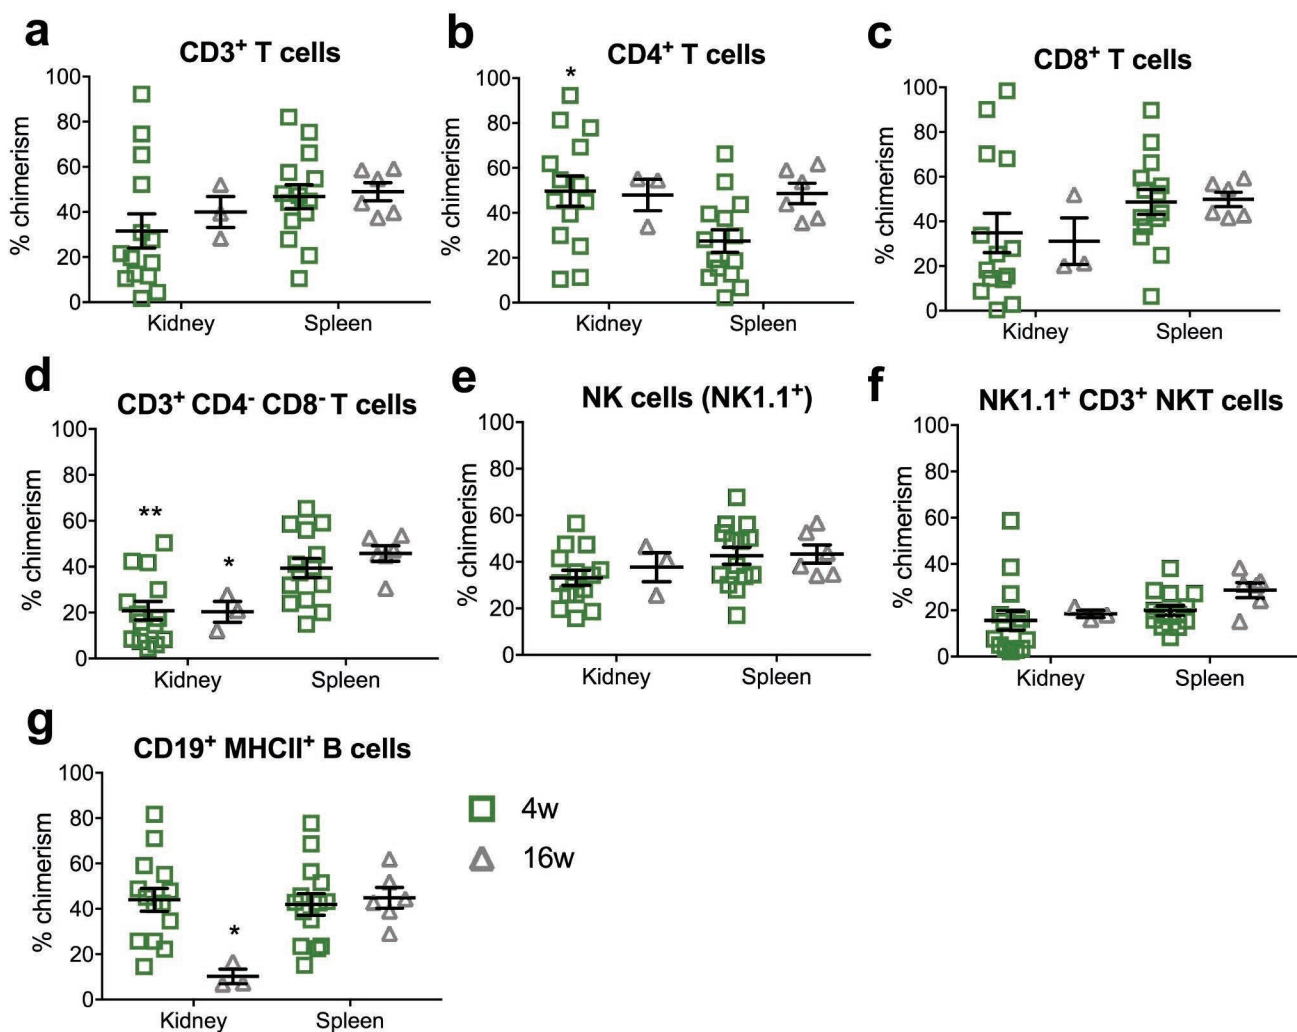 a
CD3⁺ T cells
% chimerism
100
80
60
40
20
0
Kidney
Spleen
b
CD4⁺ T cells
% chimerism
100
80
60
40
20
0
*
Kidney
Spleen
c
CD8⁺ T cells
% chimerism
100
80
60
40
20
0
Kidney
Spleen
d
CD3⁺ CD4⁻ CD8⁻ T cells
% chimerism
100
80
60
40
20
0
**
*
Kidney
Spleen
e
NK cells (NK1.1⁺)
% chimerism
100
80
60
40
20
0
Kidney
Spleen
f
NK1.1⁺ CD3⁺ NKT cells
% chimerism
100
80
60
40
20
0
Kidney
Spleen
g
CD19⁺ MHCII⁺ B cells
% chimerism
100
80
60
40
20
0
*
Kidney
Spleen
4w
16w